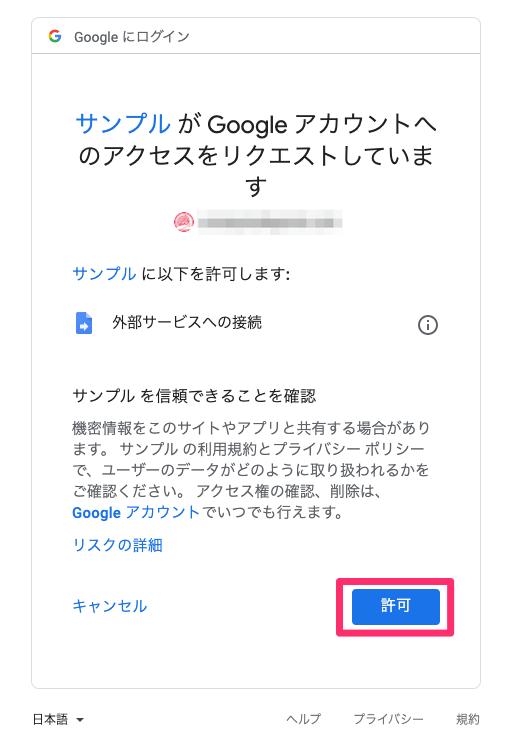 Google にログイン
サンプル が Google アカウントへ
のアクセスをリクエストしていま
す
サンプル に以下を許可します:
外部サービスへの接続
サンプル を信頼できることを確認
機密情報をこのサイトやアプリと共有する場合があり
ます。 サンプル の利用規約とプライバシー ポリシー
で、ユーザーのデータがどのように取り扱われるかを
ご確認ください。 アクセス権の確認、削除は、
Google アカウントでいつでも行えます。
リスクの詳細
キャンセル
許可
日本語
ヘルプ
プライバシー
規約